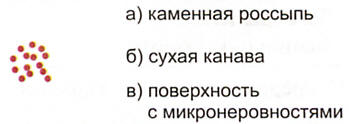 а) каменная россыпь
б) сухая канава
в) поверхность
с микронеровностями